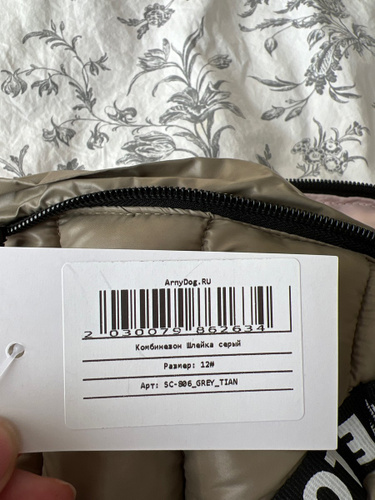 ArnyDog.RU
2 030079 862634
Комбинезон Шлейка серый
Размер: 12#
Арт: SC-806_GREY_TIAN